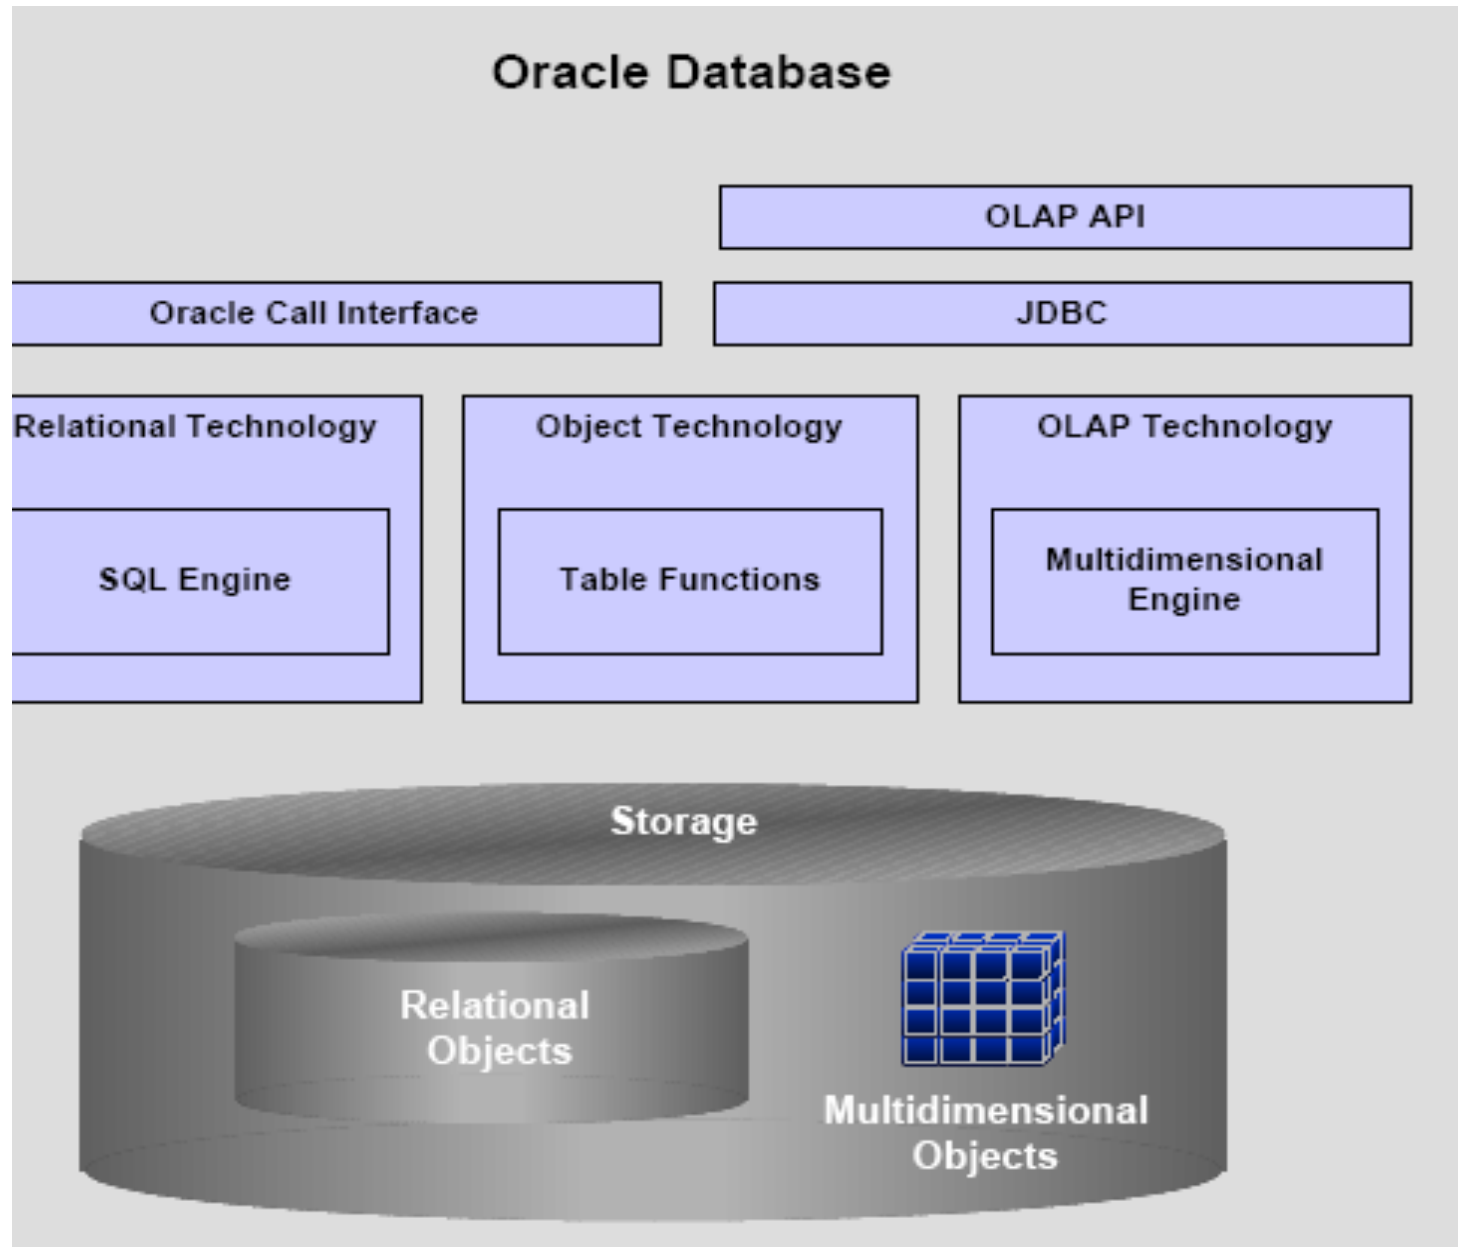 Oracle Database
OLAP API
Oracle Call Interface
JDBC
Relational Technology
Object Technology
OLAP Technology
SQL Engine
Table Functions
Multidimensional
Engine
Storage
Relational
Objects
Multidimensional
Objects